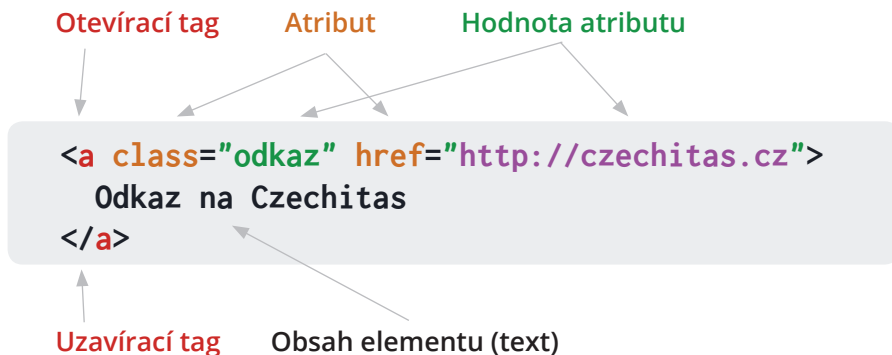 Otevírací tag Atribut Hodnota atributu
<a class="odkaz" href="http://czechitas.cz">
Odkaz na Czechitas
</a>
Uzavírací tag Obsah elementu (text)